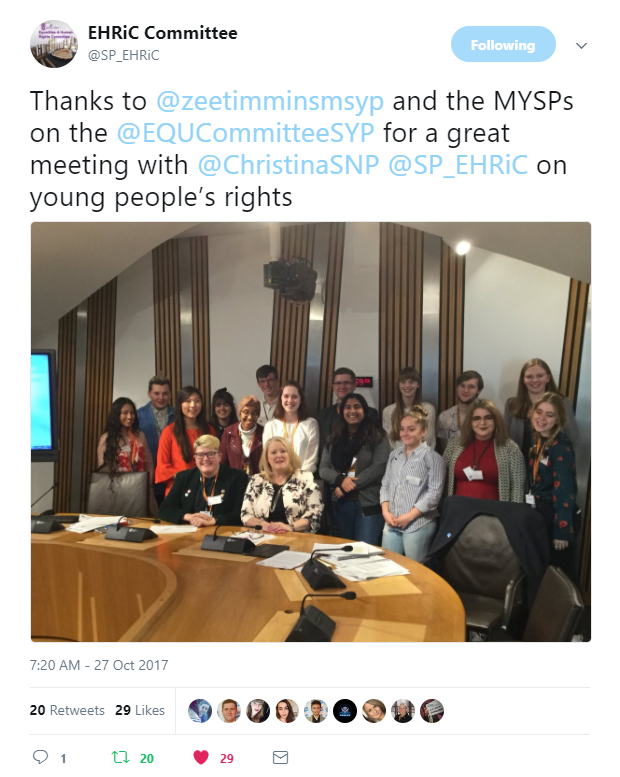 EHRiC Committee
@SP_EHRiC
Following
Thanks to @zeetimminsmsyp and the MYSPs
on the @EQUCommitteeSYP for a great
meeting with @ChristinaSNP @SP_EHRiC on
young people’s rights
7:20 AM - 27 Oct 2017
20 Retweets 29 Likes
1 20 29